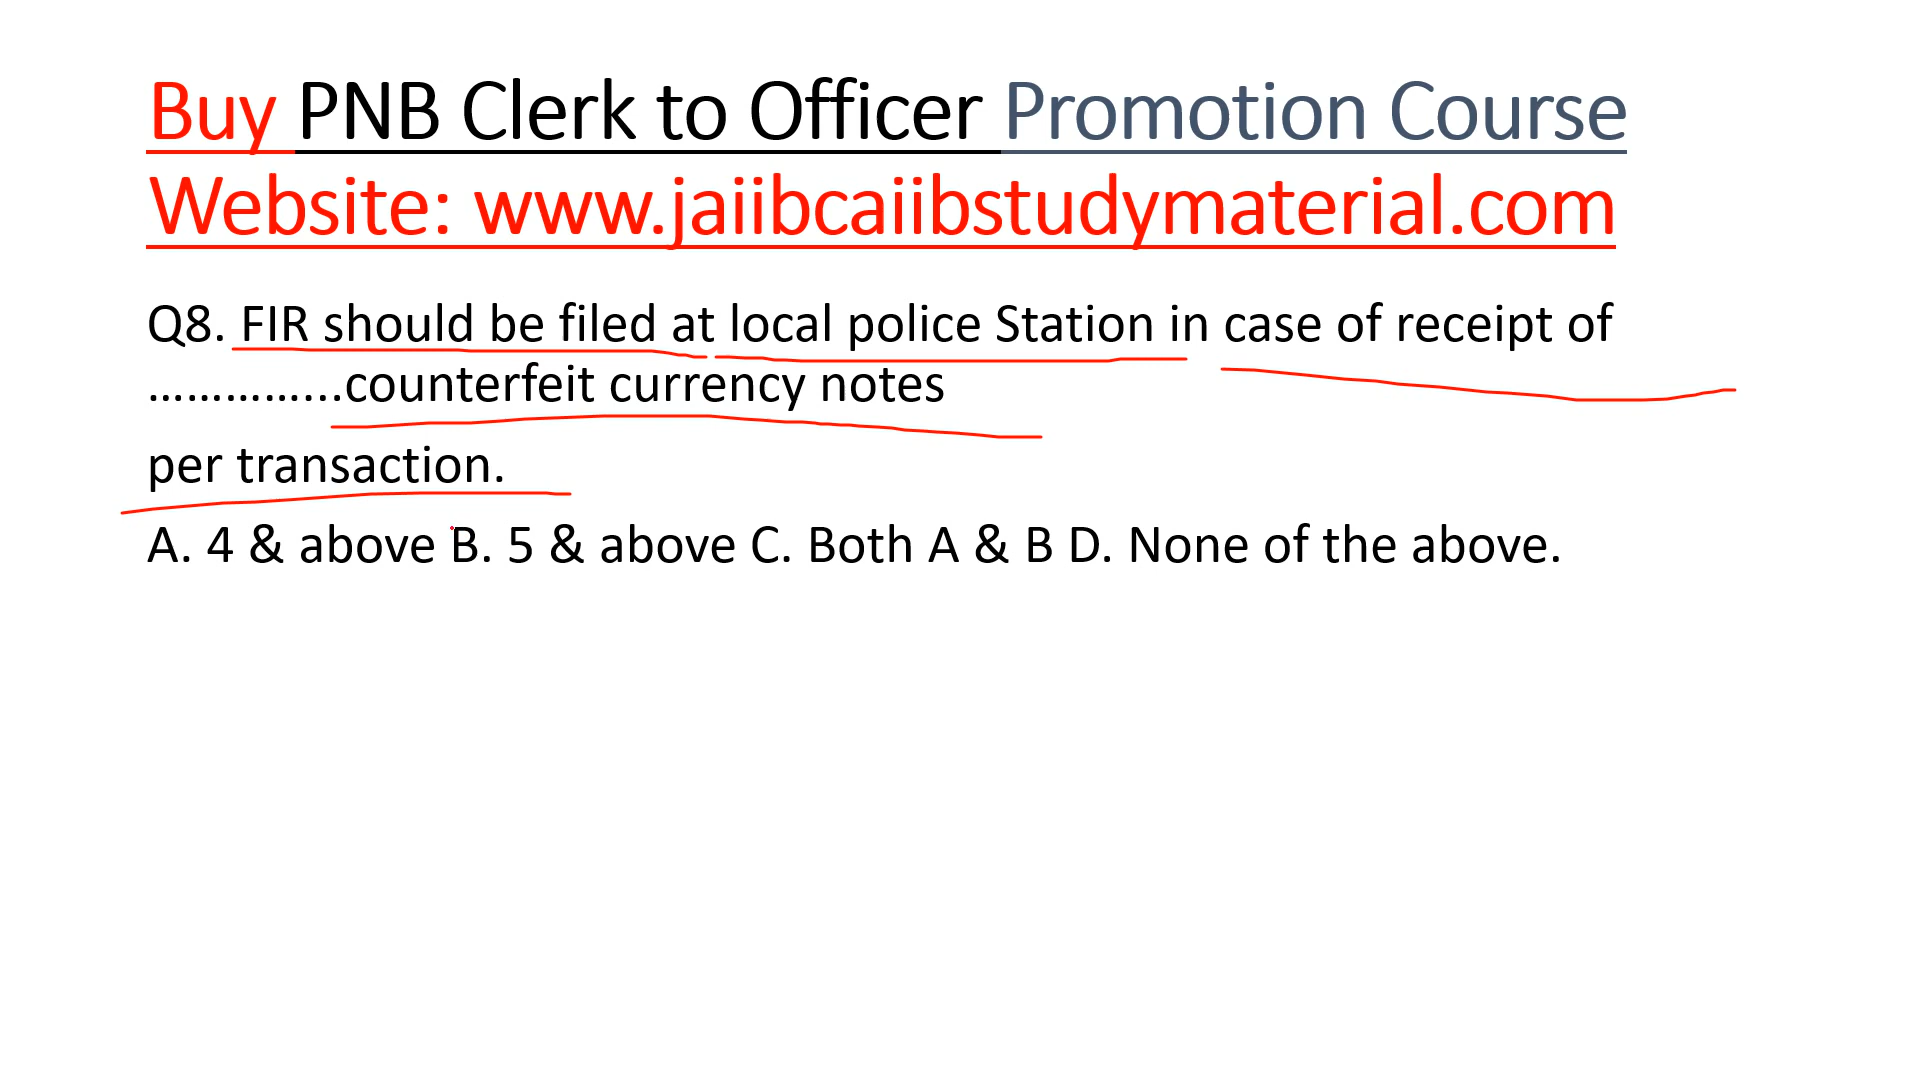 Buy PNB Clerk to Officer Promotion Course
Website: www.jaiibcaiibstudymaterial.com
Q8. FIR should be filed at local police Station in case of receipt of
…………...counterfeit currency notes
per transaction.
A. 4 & above B. 5 & above C. Both A & B D. None of the above.